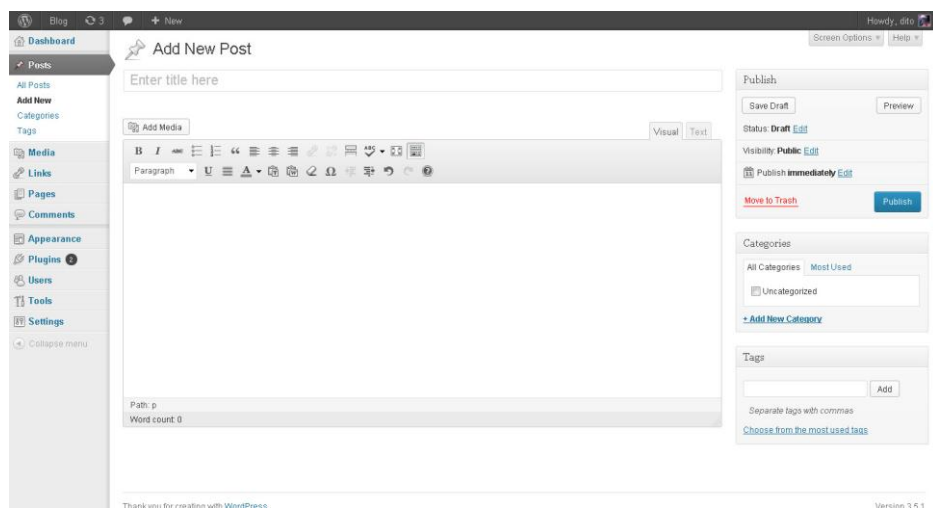 Blog 3 + New Howdy, dito
Dashboard
Posts
All Posts
Add New
Categories
Tags
Media
Links
Pages
Comments
Appearance
Plugins 2
Users
Tools
Settings
Collapse menu
Screen Options Help
Add New Post
Enter title here
Add Media
Visual Text
B I ABC ABC
Paragraph U A Ω
Path: p
Word count: 0
Publish
Save Draft Preview
Status: Draft Edit
Visibility: Public Edit
Publish immediately Edit
Move to Trash Publish
Categories
All Categories Most Used
Uncategorized
+ Add New Category
Tags
Add
Separate tags with commas
Choose from the most used tags
Thank you for creating with WordPress. Version 3.5.1